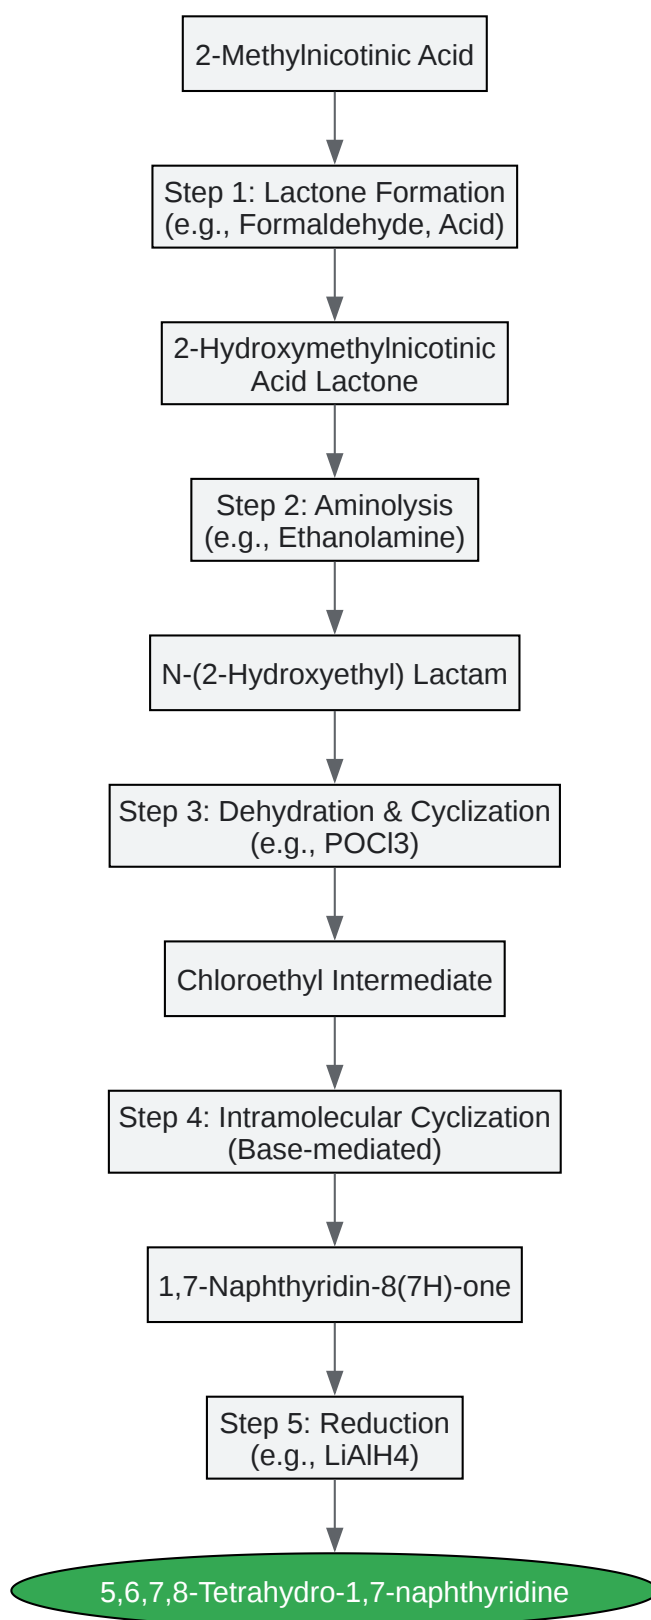 2-Methylnicotinic Acid
Step 1: Lactone Formation
(e.g., Formaldehyde, Acid)
2-Hydroxymethylnicotinic
Acid Lactone
Step 2: Aminolysis
(e.g., Ethanolamine)
N-(2-Hydroxyethyl) Lactam
Step 3: Dehydration & Cyclization
(e.g., POCl3)
Chloroethyl Intermediate
Step 4: Intramolecular Cyclization
(Base-mediated)
1,7-Naphthyridin-8(7H)-one
Step 5: Reduction
(e.g., LiAlH4)
5,6,7,8-Tetrahydro-1,7-naphthyridine